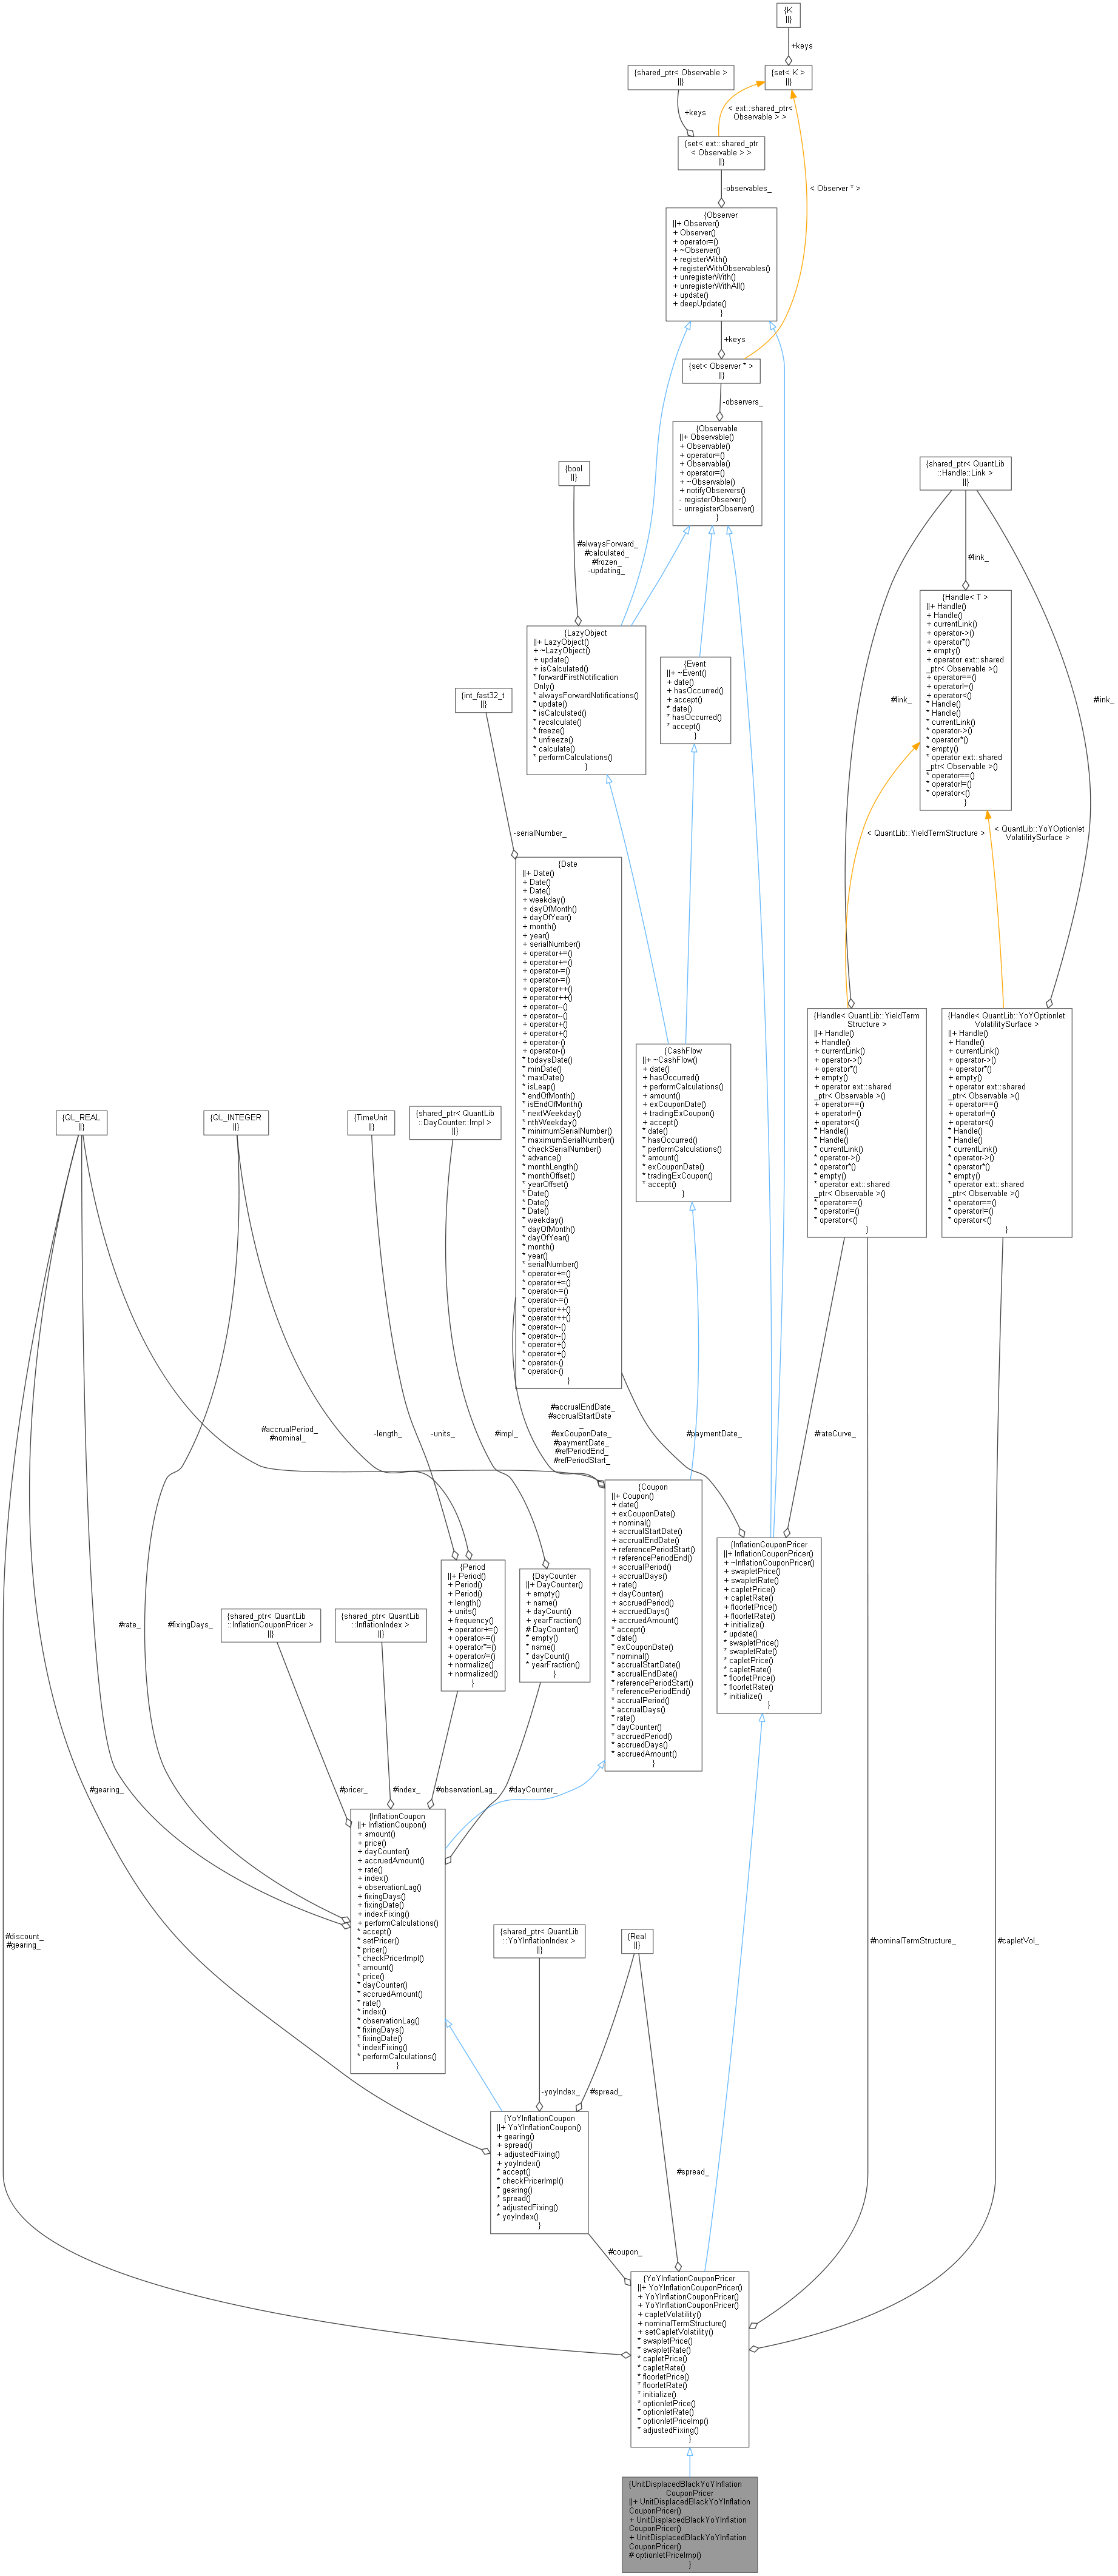 {K
||}
+keys
{shared_ptr< Observable >
||}
{set< K >
||}
+keys
< ext::shared_ptr<
Observable > >
{set< ext::shared_ptr
< Observable > >
||}
< Observer * >
-observables_
{Observer
||+ Observer()
+ Observer()
+ operator=()
+ ~Observer()
+ registerWith()
+ registerWithObservables()
+ unregisterWith()
+ unregisterWithAll()
+ update()
+ deepUpdate()
}
+keys
{set< Observer * >
||}
-observers_
{Observable
||+ Observable()
+ Observable()
+ operator=()
+ Observable()
+ operator=()
+ ~Observable()
+ notifyObservers()
- registerObserver()
- unregisterObserver()
}
{bool
||}
{shared_ptr< QuantLib
::Handle::Link >
||}
#alwaysForward_
#calculated_
#frozen_
-updating_
#link_
{Handle< T >
||+ Handle()
+ Handle()
+ currentLink()
+ operator->()
+ operator*()
+ empty()
+ operator ext::shared
_ptr< Observable >()
+ operator==()
+ operator!=()
+ operator<()
* Handle()
* Handle()
* currentLink()
* operator->()
* operator*()
* empty()
* operator ext::shared
_ptr< Observable >()
* operator==()
* operator!=()
* operator<()
}
{LazyObject
||+ LazyObject()
+ ~LazyObject()
+ update()
+ isCalculated()
* forwardFirstNotification
Only()
* alwaysForwardNotifications()
* update()
* isCalculated()
* recalculate()
* freeze()
* unfreeze()
* calculate()
* performCalculations()
}
{Event
||+ ~Event()
+ date()
+ hasOccurred()
+ accept()
* date()
* hasOccurred()
* accept()
}
{int_fast32_t
||}
#link_
#link_
-serialNumber_
< QuantLib::YieldTermStructure >
< QuantLib::YoYOptionlet
VolatilitySurface >
{Date
||+ Date()
+ Date()
+ Date()
+ weekday()
+ dayOfMonth()
+ dayOfYear()
+ month()
+ year()
+ serialNumber()
+ operator+=()
+ operator+=()
+ operator-=()
+ operator-=()
+ operator++()
+ operator++()
+ operator--()
+ operator--()
+ operator+()
+ operator+()
+ operator-()
+ operator-()
* todaysDate()
* minDate()
* maxDate()
* isLeap()
* endOfMonth()
* isEndOfMonth()
* nextWeekday()
* nthWeekday()
* minimumSerialNumber()
* maximumSerialNumber()
* checkSerialNumber()
* advance()
* monthLength()
* monthOffset()
* yearOffset()
* Date()
* Date()
* Date()
* weekday()
* dayOfMonth()
* dayOfYear()
* month()
* year()
* serialNumber()
* operator+=()
* operator+=()
* operator-=()
* operator-=()
* operator++()
* operator++()
* operator--()
* operator--()
* operator+()
* operator+()
* operator-()
* operator-()
}
{CashFlow
||+ ~CashFlow()
+ date()
+ hasOccurred()
+ performCalculations()
+ amount()
+ exCouponDate()
+ tradingExCoupon()
+ accept()
* date()
* hasOccurred()
* performCalculations()
* amount()
* exCouponDate()
* tradingExCoupon()
* accept()
}
{Handle< QuantLib::YieldTerm
Structure >
||+ Handle()
+ Handle()
+ currentLink()
+ operator->()
+ operator*()
+ empty()
+ operator ext::shared
_ptr< Observable >()
+ operator==()
+ operator!=()
+ operator<()
* Handle()
* Handle()
* currentLink()
* operator->()
* operator*()
* empty()
* operator ext::shared
_ptr< Observable >()
* operator==()
* operator!=()
* operator<()
}
{Handle< QuantLib::YoYOptionlet
VolatilitySurface >
||+ Handle()
+ Handle()
+ currentLink()
+ operator->()
+ operator*()
+ empty()
+ operator ext::shared
_ptr< Observable >()
+ operator==()
+ operator!=()
+ operator<()
* Handle()
* Handle()
* currentLink()
* operator->()
* operator*()
* empty()
* operator ext::shared
_ptr< Observable >()
* operator==()
* operator!=()
* operator<()
}
{QL_REAL
||}
{QL_INTEGER
||}
{TimeUnit
||}
{shared_ptr< QuantLib
::DayCounter::Impl >
||}
#accrualPeriod_
#nominal_
-length_
-units_
#impl_
#accrualEndDate_
#accrualStartDate
_
#exCouponDate_
#paymentDate_
#refPeriodEnd_
#refPeriodStart_
#paymentDate_
#rateCurve_
{Coupon
||+ Coupon()
+ date()
+ exCouponDate()
+ nominal()
+ accrualStartDate()
+ accrualEndDate()
+ referencePeriodStart()
+ referencePeriodEnd()
+ accrualPeriod()
+ accrualDays()
+ rate()
+ dayCounter()
+ accruedPeriod()
+ accruedDays()
+ accruedAmount()
* accept()
* date()
* exCouponDate()
* nominal()
* accrualStartDate()
* accrualEndDate()
* referencePeriodStart()
* referencePeriodEnd()
* accrualPeriod()
* accrualDays()
* rate()
* dayCounter()
* accruedPeriod()
* accruedDays()
* accruedAmount()
}
{InflationCouponPricer
||+ InflationCouponPricer()
+ ~InflationCouponPricer()
+ swapletPrice()
+ swapletRate()
+ capletPrice()
+ capletRate()
+ floorletPrice()
+ floorletRate()
+ initialize()
* update()
* swapletPrice()
* swapletRate()
* capletPrice()
* capletRate()
* floorletPrice()
* floorletRate()
* initialize()
}
{Period
||+ Period()
+ Period()
+ Period()
+ length()
+ units()
+ frequency()
+ operator+=()
+ operator-=()
+ operator*=()
+ operator/=()
+ normalize()
+ normalized()
}
{DayCounter
||+ DayCounter()
+ empty()
+ name()
+ dayCount()
+ yearFraction()
# DayCounter()
* empty()
* name()
* dayCount()
* yearFraction()
}
{shared_ptr< QuantLib
::InflationCouponPricer >
||}
{shared_ptr< QuantLib
::InflationIndex >
||}
#rate_
#fixingDays_
#gearing_
#pricer_
#index_
#observationLag_
#dayCounter_
{InflationCoupon
||+ InflationCoupon()
+ amount()
+ price()
+ dayCounter()
+ accruedAmount()
+ rate()
+ index()
+ observationLag()
+ fixingDays()
+ fixingDate()
+ indexFixing()
+ performCalculations()
* accept()
* setPricer()
* pricer()
* checkPricerImpl()
* amount()
* price()
* dayCounter()
* accruedAmount()
* rate()
* index()
* observationLag()
* fixingDays()
* fixingDate()
* indexFixing()
* performCalculations()
}
{shared_ptr< QuantLib
::YoYInflationIndex >
||}
{Real
||}
#discount_
#gearing_
#nominalTermStructure_
#capletVol_
-yoyIndex_
#spread_
{YoYInflationCoupon
||+ YoYInflationCoupon()
+ gearing()
+ spread()
+ adjustedFixing()
+ yoyIndex()
* accept()
* checkPricerImpl()
* gearing()
* spread()
* adjustedFixing()
* yoyIndex()
}
#spread_
#coupon_
{YoYInflationCouponPricer
||+ YoYInflationCouponPricer()
+ YoYInflationCouponPricer()
+ YoYInflationCouponPricer()
+ capletVolatility()
+ nominalTermStructure()
+ setCapletVolatility()
* swapletPrice()
* swapletRate()
* capletPrice()
* capletRate()
* floorletPrice()
* floorletRate()
* initialize()
* optionletPrice()
* optionletRate()
* optionletPriceImp()
* adjustedFixing()
}
{UnitDisplacedBlackYoYInflation
CouponPricer
||+ UnitDisplacedBlackYoYInflation
CouponPricer()
+ UnitDisplacedBlackYoYInflation
CouponPricer()
+ UnitDisplacedBlackYoYInflation
CouponPricer()
# optionletPriceImp()
}